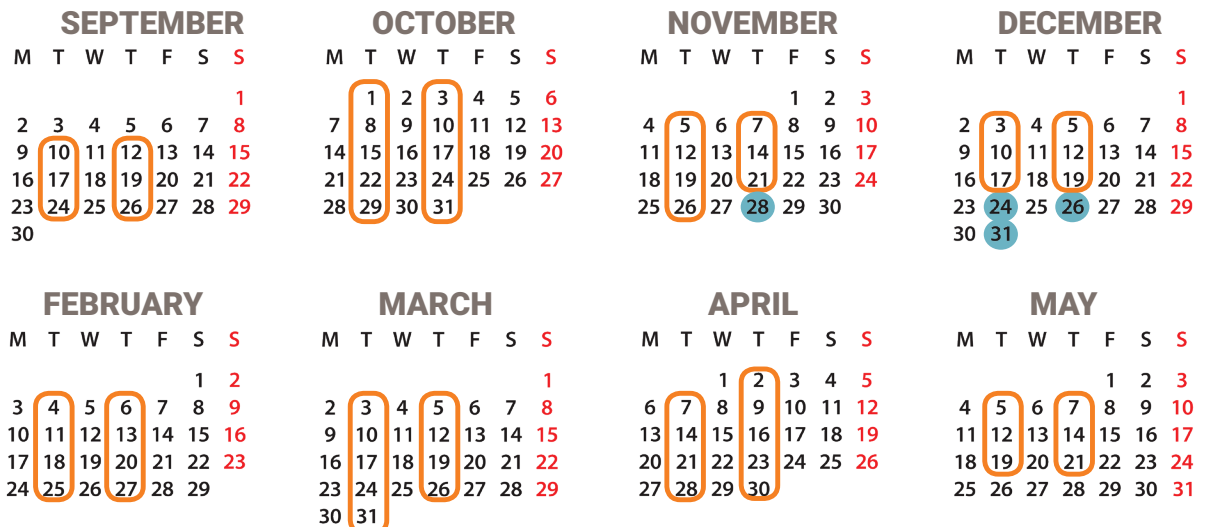 SEPTEMBER OCTOBER NOVEMBER DECEMBER
M T W T F S S M T W T F S S M T W T F S S M T W T F S S
1 1 2 3 4 5 6 1 2 3 1
2 3 4 5 6 7 8 7 8 9 10 11 12 13 4 5 6 7 8 9 10 2 3 4 5 6 7 8
9 10 11 12 13 14 15 14 15 16 17 18 19 20 11 12 13 14 15 16 17 9 10 11 12 13 14 15
16 17 18 19 20 21 22 21 22 23 24 25 26 27 18 19 20 21 22 23 24 16 17 18 19 20 21 22
23 24 25 26 27 28 29 28 29 30 31 25 26 27 28 29 30 23 24 25 26 27 28 29
30 30 31
FEBRUARY MARCH APRIL MAY
M T W T F S S M T W T F S S M T W T F S S M T W T F S S
1 2 1 1 2 3 4 5 1 2 3
3 4 5 6 7 8 9 2 3 4 5 6 7 8 6 7 8 9 10 11 12 4 5 6 7 8 9 10
10 11 12 13 14 15 16 9 10 11 12 13 14 15 13 14 15 16 17 18 19 11 12 13 14 15 16 17
17 18 19 20 21 22 23 16 17 18 19 20 21 22 20 21 22 23 24 25 26 18 19 20 21 22 23 24
24 25 26 27 28 29 23 24 25 26 27 28 29 27 28 29 30 25 26 27 28 29 30 31
30 31